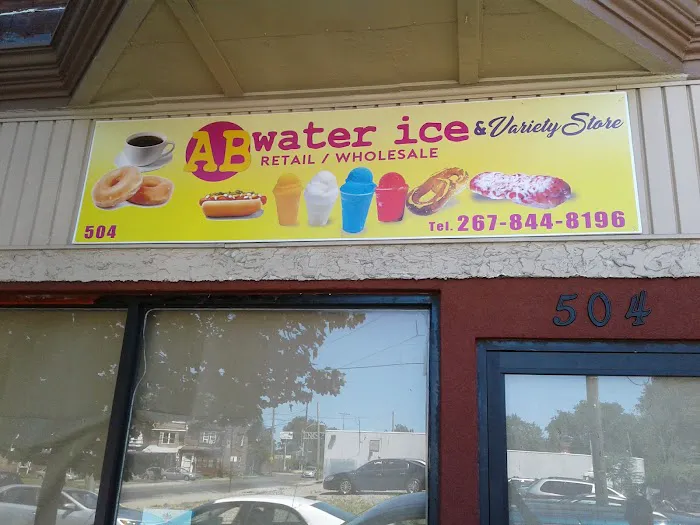 AB water ice & Variety Store
RETAIL / WHOLESALE
504
Tel. 267-844-8196
504